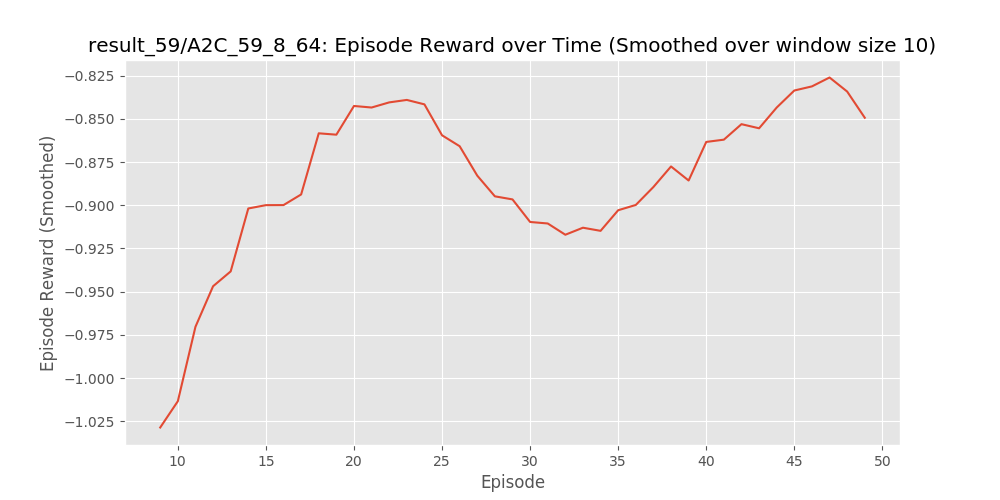 result_59/A2C_59_8_64: Episode Reward over Time (Smoothed over window size 10)
Episode Reward (Smoothed)
−0.825
−0.850
−0.875
−0.900
−0.925
−0.950
−0.975
−1.000
−1.025
10 15 20 25 30 35 40 45 50
Episode